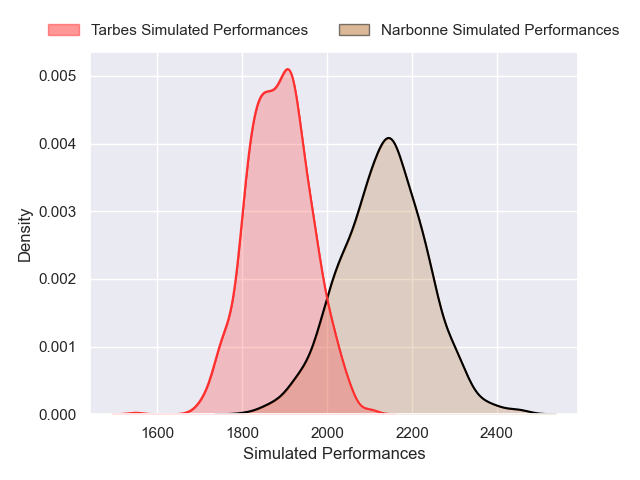 Tarbes Simulated Performances
Narbonne Simulated Performances
0.005
0.004
0.003
0.002
0.001
0.000
Density
1600 1800 2000 2200 2400
Simulated Performances